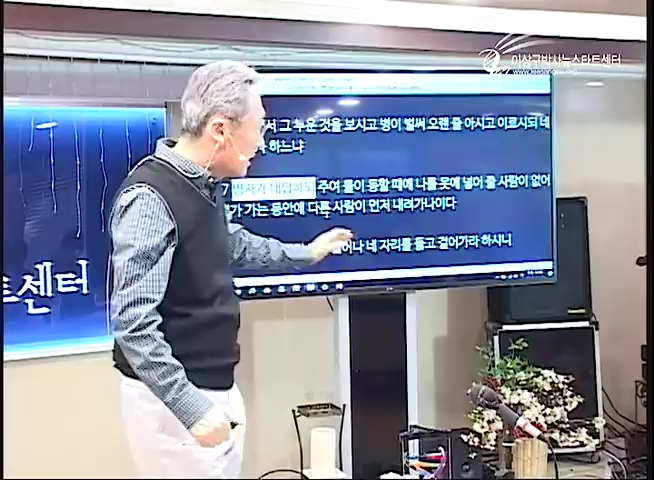 이상구박사뉴스타트센터
서 그 누운 것을 보시고 병이 벌써 오랜 줄 아시고 이르시되 네
하느냐
7 병자가 대답하되 주여 물이 동할 때에 나를 못에 넣어 줄 사람이 없어
가 가는 동안에 다른 사람이 먼저 내려가나이다
네 자리를 들고 걸어가라 하시니
트센터